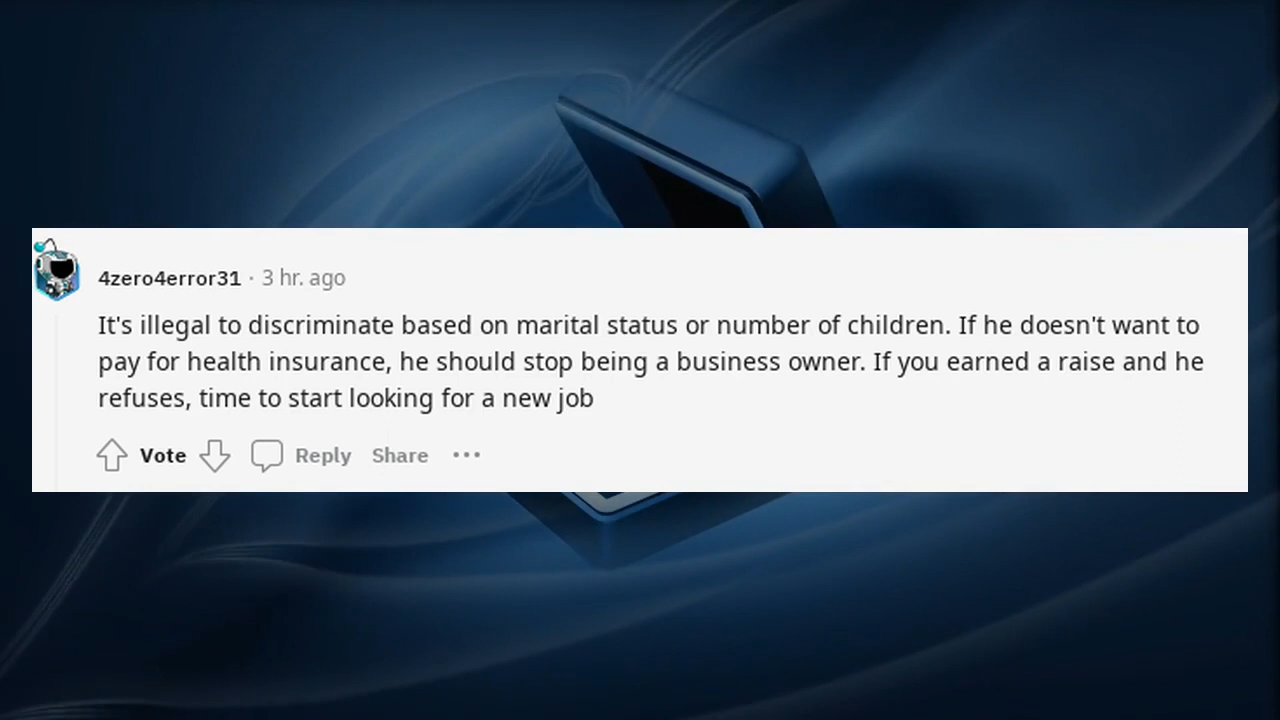 4zero4error31 · 3 hr. ago
It's illegal to discriminate based on marital status or number of children. If he doesn't want to
pay for health insurance, he should stop being a business owner. If you earned a raise and he
refuses, time to start looking for a new job
Vote Reply Share •••